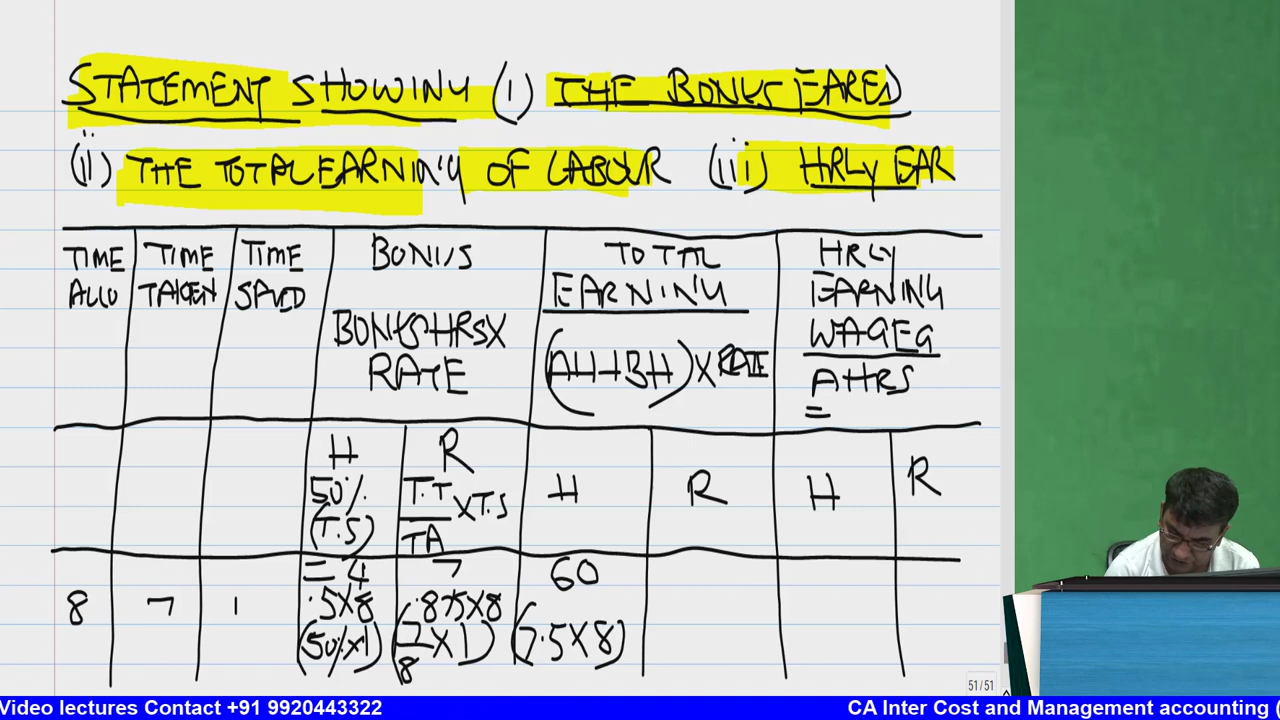 STATEMENT SHOWING (i) THE BONUS EARED
(ii) THE TOTAL EARNING OF LABOUR (iii) HRLY EAR
TIME ALLO TIME TAKEN TIME SAVED BONUS TOTAL EARNING HRLY EARNING
BONUS HRS X RATE (AH+BH) X RATE WAGES
A HRS
H R H R H R
50% (T.S) T.T/TA X T.S
= 4 7 60
8 7 1 .5X8 .875X8
(50%X1) (7/8 X 1) (7.5X8)
51/51
Video lectures Contact +91 9920443322 CA Inter Cost and Management accounting (